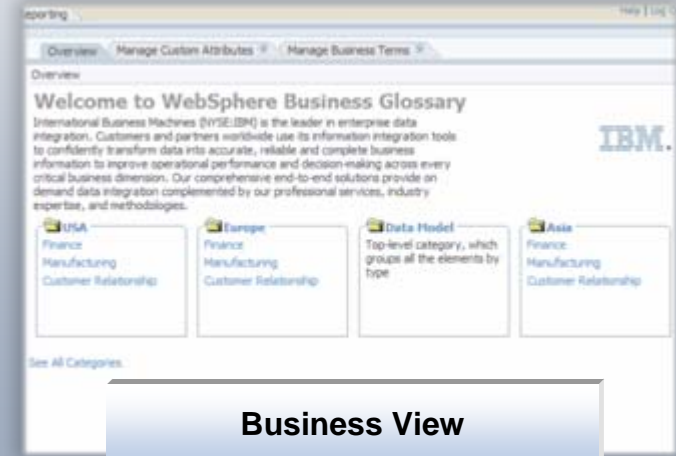 eporting
Help | Log
Overview Manage Custom Attributes Manage Business Terms
Overview
Welcome to WebSphere Business Glossary
International Business Machines (NYSE:IBM) is the leader in enterprise data
integration. Customers and partners worldwide use its information integration tools
to confidently transform data into accurate, reliable and complete business
information to improve operational performance and decision-making across every
critical business dimension. Our comprehensive end-to-end solutions provide on
demand data integration complemented by our professional services, industry
expertise, and methodologies.
IBM.
USA
Finance
Manufacturing
Customer Relationship
Europe
Finance
Manufacturing
Customer Relationship
Data Model
Top-level category, which
groups all the elements by
type
Asia
Finance
Manufacturing
Customer Relationship
See All Categories
Business View